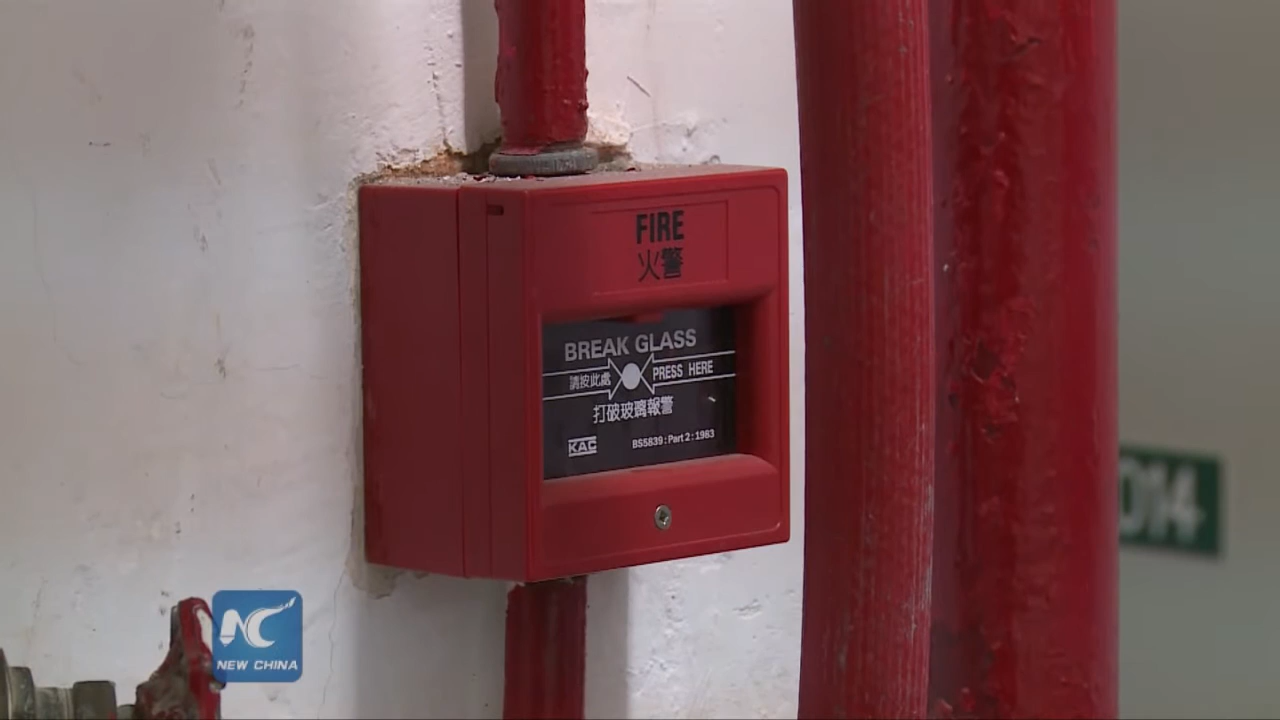 FIRE
火警
BREAK GLASS
請按此處 PRESS HERE
打破玻璃報警
KAC
BS5839:Part 2:1983
014
NC
NEW CHINA